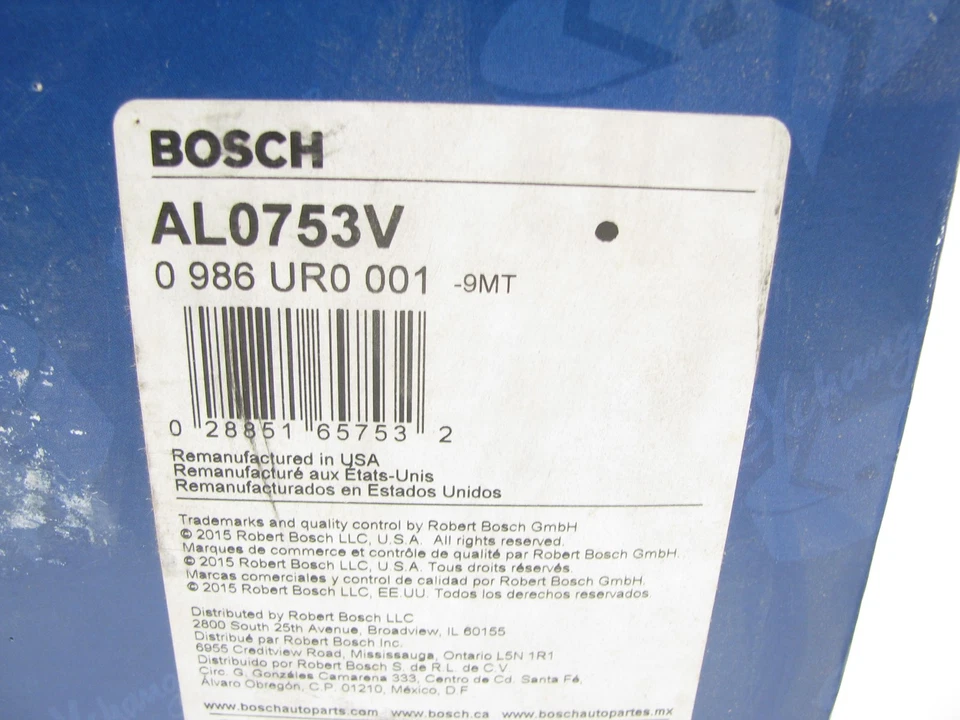 BOSCH
AL0753V
0 986 UR0 001 -9MT
0 28851 65753 2
Remanufactured in USA
Remanufacturé aux États-Unis
Remanufacturados en Estados Unidos
Trademarks and quality control by Robert Bosch GmbH
© 2015 Robert Bosch LLC, U.S.A. All rights reserved.
Marques de commerce et contrôle de qualité par Robert Bosch GmbH.
© 2015 Robert Bosch LLC, U.S.A. Tous droits réservés.
Marcas comerciales y control de calidad por Robert Bosch GmbH.
© 2015 Robert Bosch LLC, EE.UU. Todos los derechos reservados.
Distributed by Robert Bosch LLC
2800 South 25th Avenue, Broadview, IL 60155
Distribué par Robert Bosch Inc.
6955 Creditview Road, Mississauga, Ontario L5N 1R1
Distribuido por Robert Bosch S. de R.L. de C.V.
Circ. G. Gonzáles Camarena 333, Centro de Cd. Santa Fé,
Álvaro Obregón, C.P. 01210, México, D.F.
www.boschautoparts.com www.bosch.ca www.boschautopartes.mx